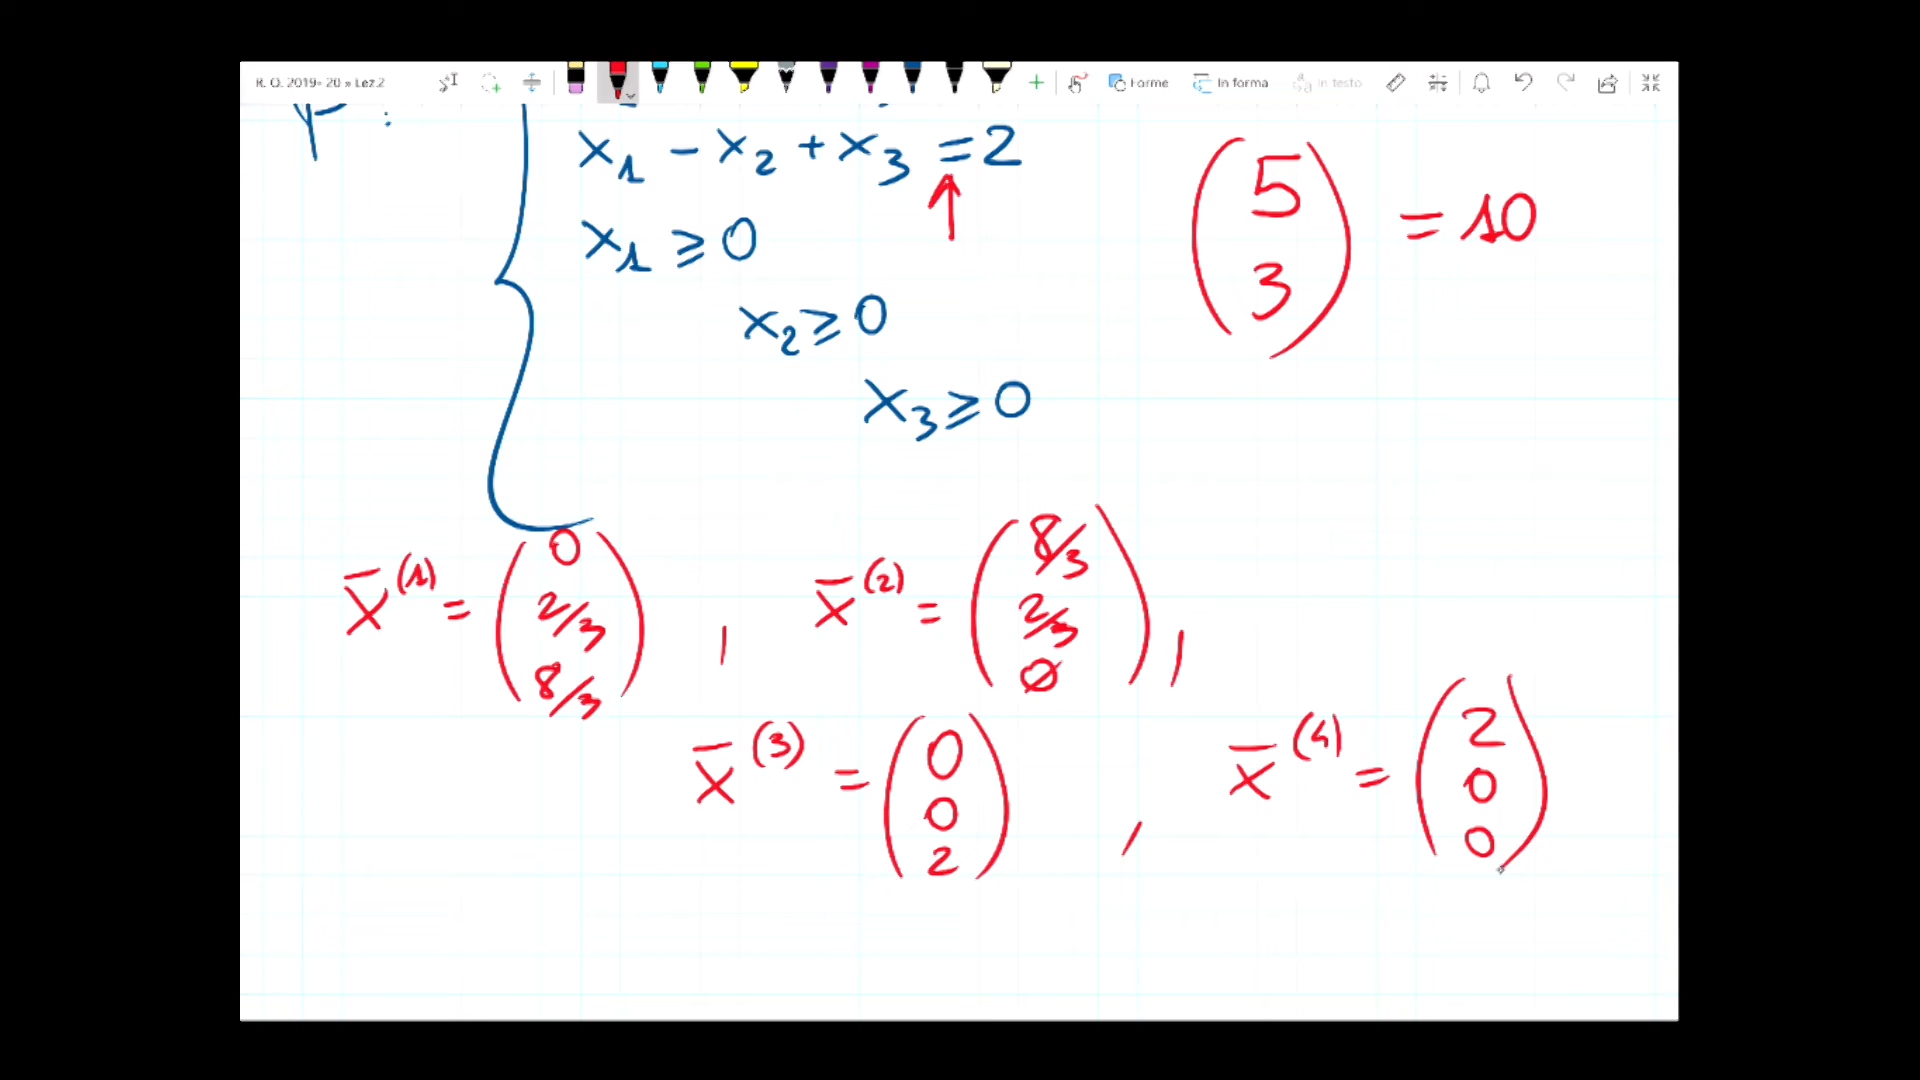 R. O. 2019- 20 » Lez.2
Forme
In forma
In testo
P :
x₁ - x₂ + x₃ = 2
↑
x₁ ⩾ 0
x₂ ⩾ 0
x₃ ⩾ 0
(5
3) = 10
x̄⁽¹⁾ = (0
2/3
8/3) ,
x̄⁽²⁾ = (8/3
2/3
0) ,
x̄⁽³⁾ = (0
0
2) ,
x̄⁽⁴⁾ = (2
0
0)